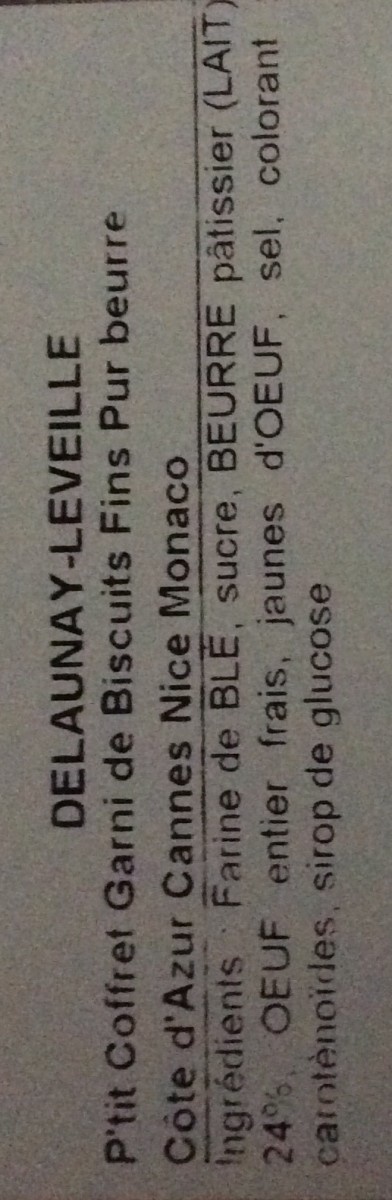 DELAUNAY-LEVEILLE
P'tit Coffret Garni de Biscuits Fins Pur beurre
Côte d'Azur Cannes Nice Monaco
Ingrédients : Farine de BLÉ, sucre, BEURRE pâtissier (LAIT)
24%, OEUF entier frais, jaunes d'OEUF, sel, colorant
caroténoïdes, sirop de glucose